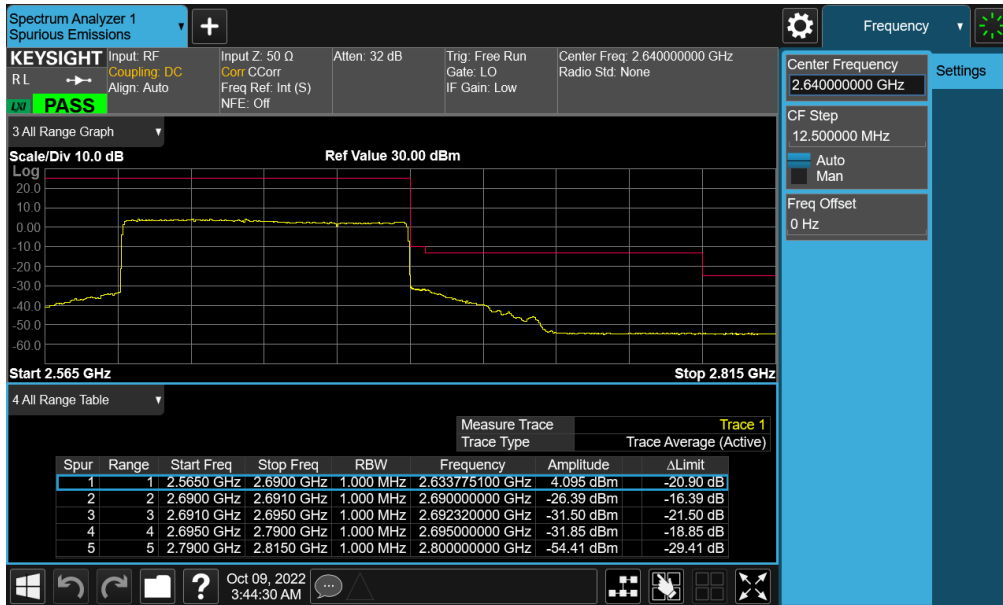 Spectrum Analyzer 1
Spurious Emissions
Frequency
KEYSIGHT
R L
LXI
PASS
Input: RF
Coupling: DC
Align: Auto
Input Z: 50 Ω
Corr CCorr
Freq Ref: Int (S)
NFE: Off
Atten: 32 dB
Trig: Free Run
Gate: LO
IF Gain: Low
Center Freq: 2.640000000 GHz
Radio Std: None
Center Frequency
2.640000000 GHz
Settings
CF Step
12.500000 MHz
Auto
Man
Freq Offset
0 Hz
3 All Range Graph
Scale/Div 10.0 dB
Ref Value 30.00 dBm
Log
20.0
10.0
0.00
-10.0
-20.0
-30.0
-40.0
-50.0
-60.0
Start 2.565 GHz
Stop 2.815 GHz
4 All Range Table
Measure Trace Trace 1
Trace Type Trace Average (Active)
Spur Range Start Freq Stop Freq RBW Frequency Amplitude ΔLimit
1 1 2.5650 GHz 2.6900 GHz 1.000 MHz 2.633775100 GHz 4.095 dBm -20.90 dB
2 2 2.6900 GHz 2.6910 GHz 1.000 MHz 2.690000000 GHz -26.39 dBm -16.39 dB
3 3 2.6910 GHz 2.6950 GHz 1.000 MHz 2.692320000 GHz -31.50 dBm -21.50 dB
4 4 2.6950 GHz 2.7900 GHz 1.000 MHz 2.695000000 GHz -31.85 dBm -18.85 dB
5 5 2.7900 GHz 2.8150 GHz 1.000 MHz 2.800000000 GHz -54.41 dBm -29.41 dB
?
Oct 09, 2022
3:44:30 AM